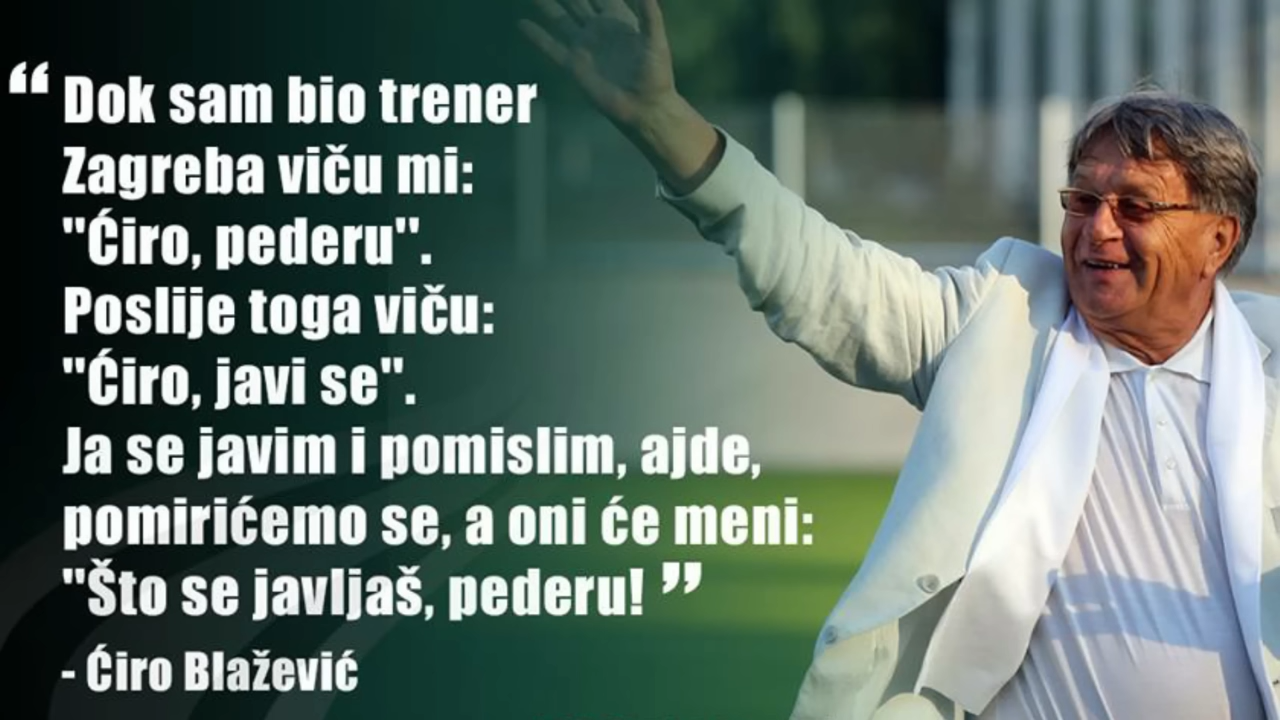 “ Dok sam bio trener
Zagreba viču mi:
"Ćiro, pederu".
Poslije toga viču:
"Ćiro, javi se".
Ja se javim i pomislim, ajde,
pomirićemo se, a oni će meni:
"Što se javljaš, pederu! ”
- Ćiro Blažević